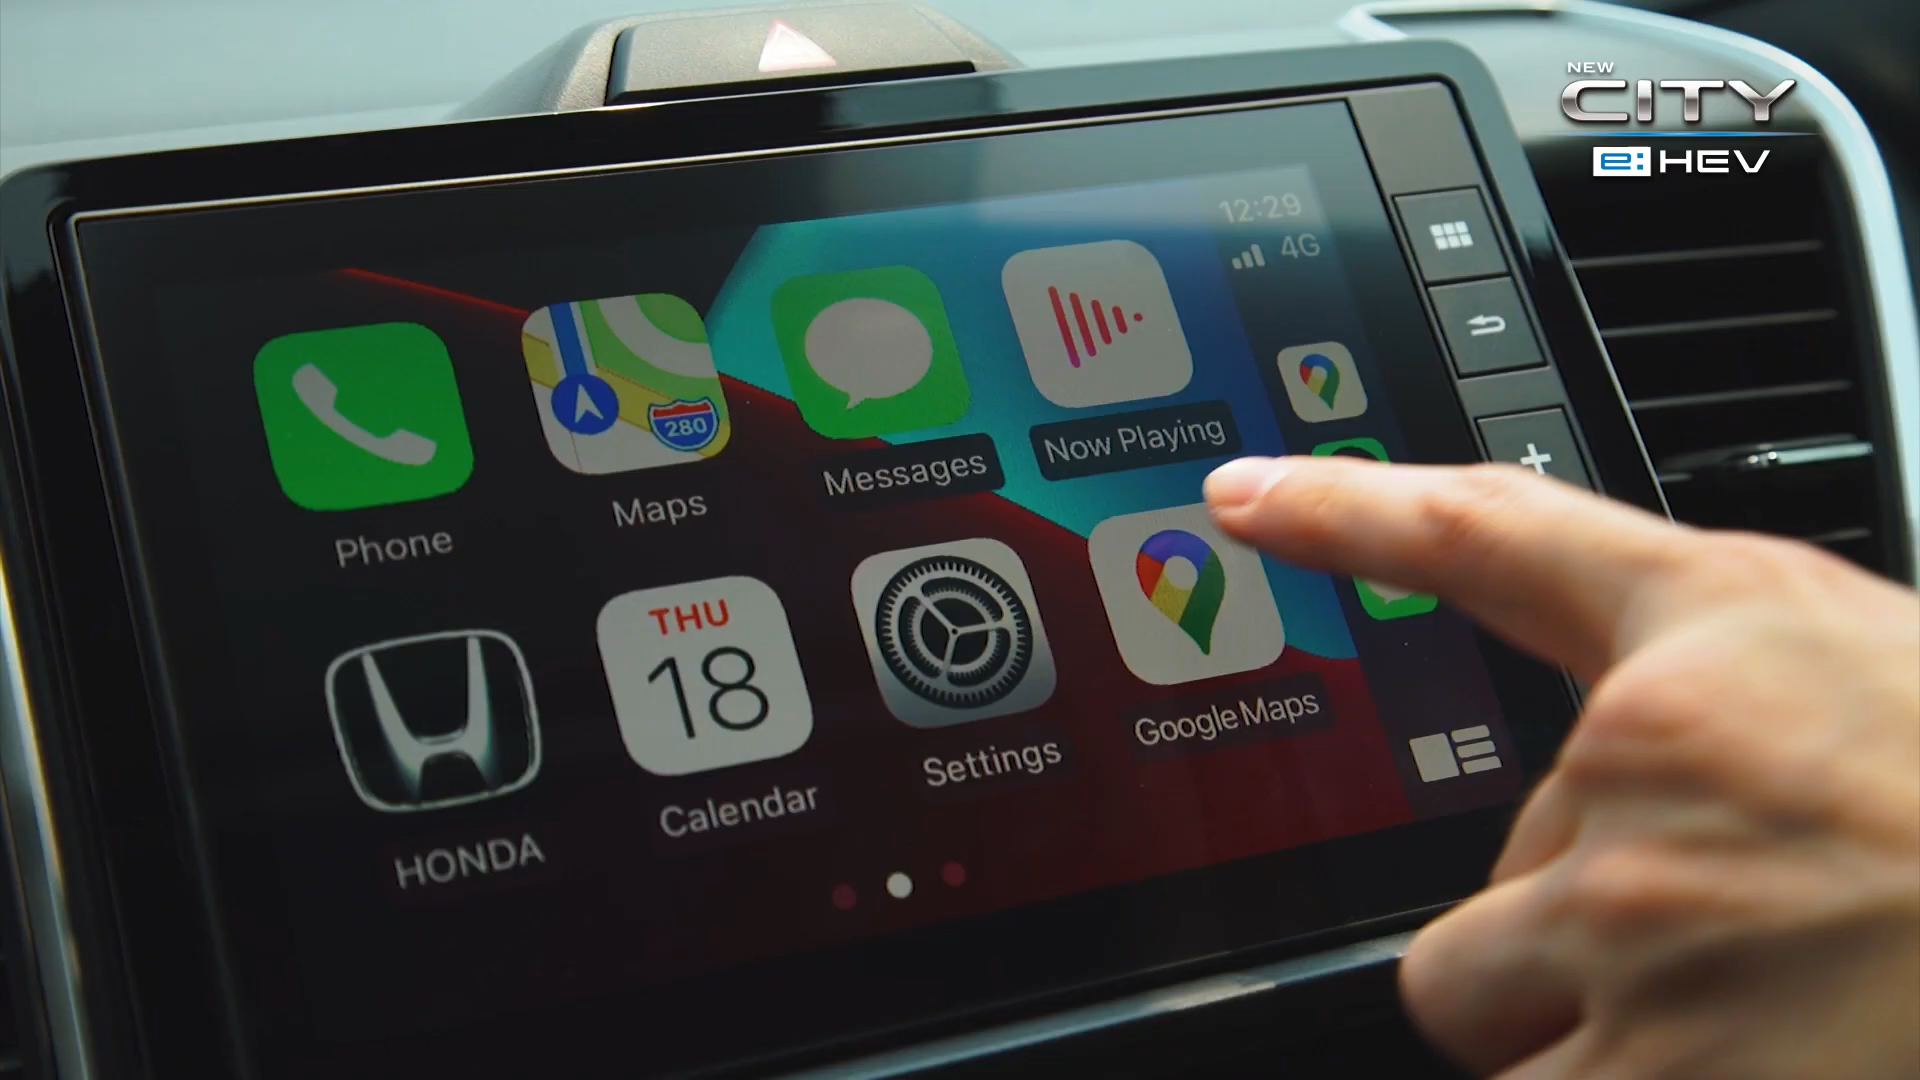 NEW
CITY
e:HEV
12:29
4G
280
Phone
Maps
Messages
Now Playing
THU
18
HONDA
Calendar
Settings
Google Maps
+